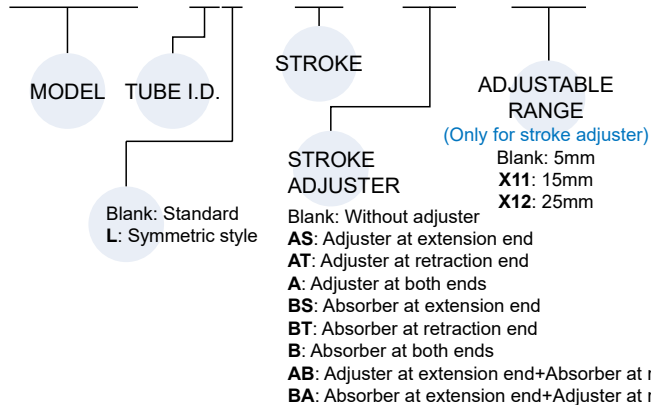 MODEL
TUBE I.D.
Blank: Standard
L: Symmetric style
STROKE
STROKE
ADJUSTER
Blank: Without adjuster
AS: Adjuster at extension end
AT: Adjuster at retraction end
A: Adjuster at both ends
BS: Absorber at extension end
BT: Absorber at retraction end
B: Absorber at both ends
AB: Adjuster at extension end+Absorber at
BA: Absorber at extension end+Adjuster at
ADJUSTABLE
RANGE
(Only for stroke adjuster)
Blank: 5mm
X11: 15mm
X12: 25mm